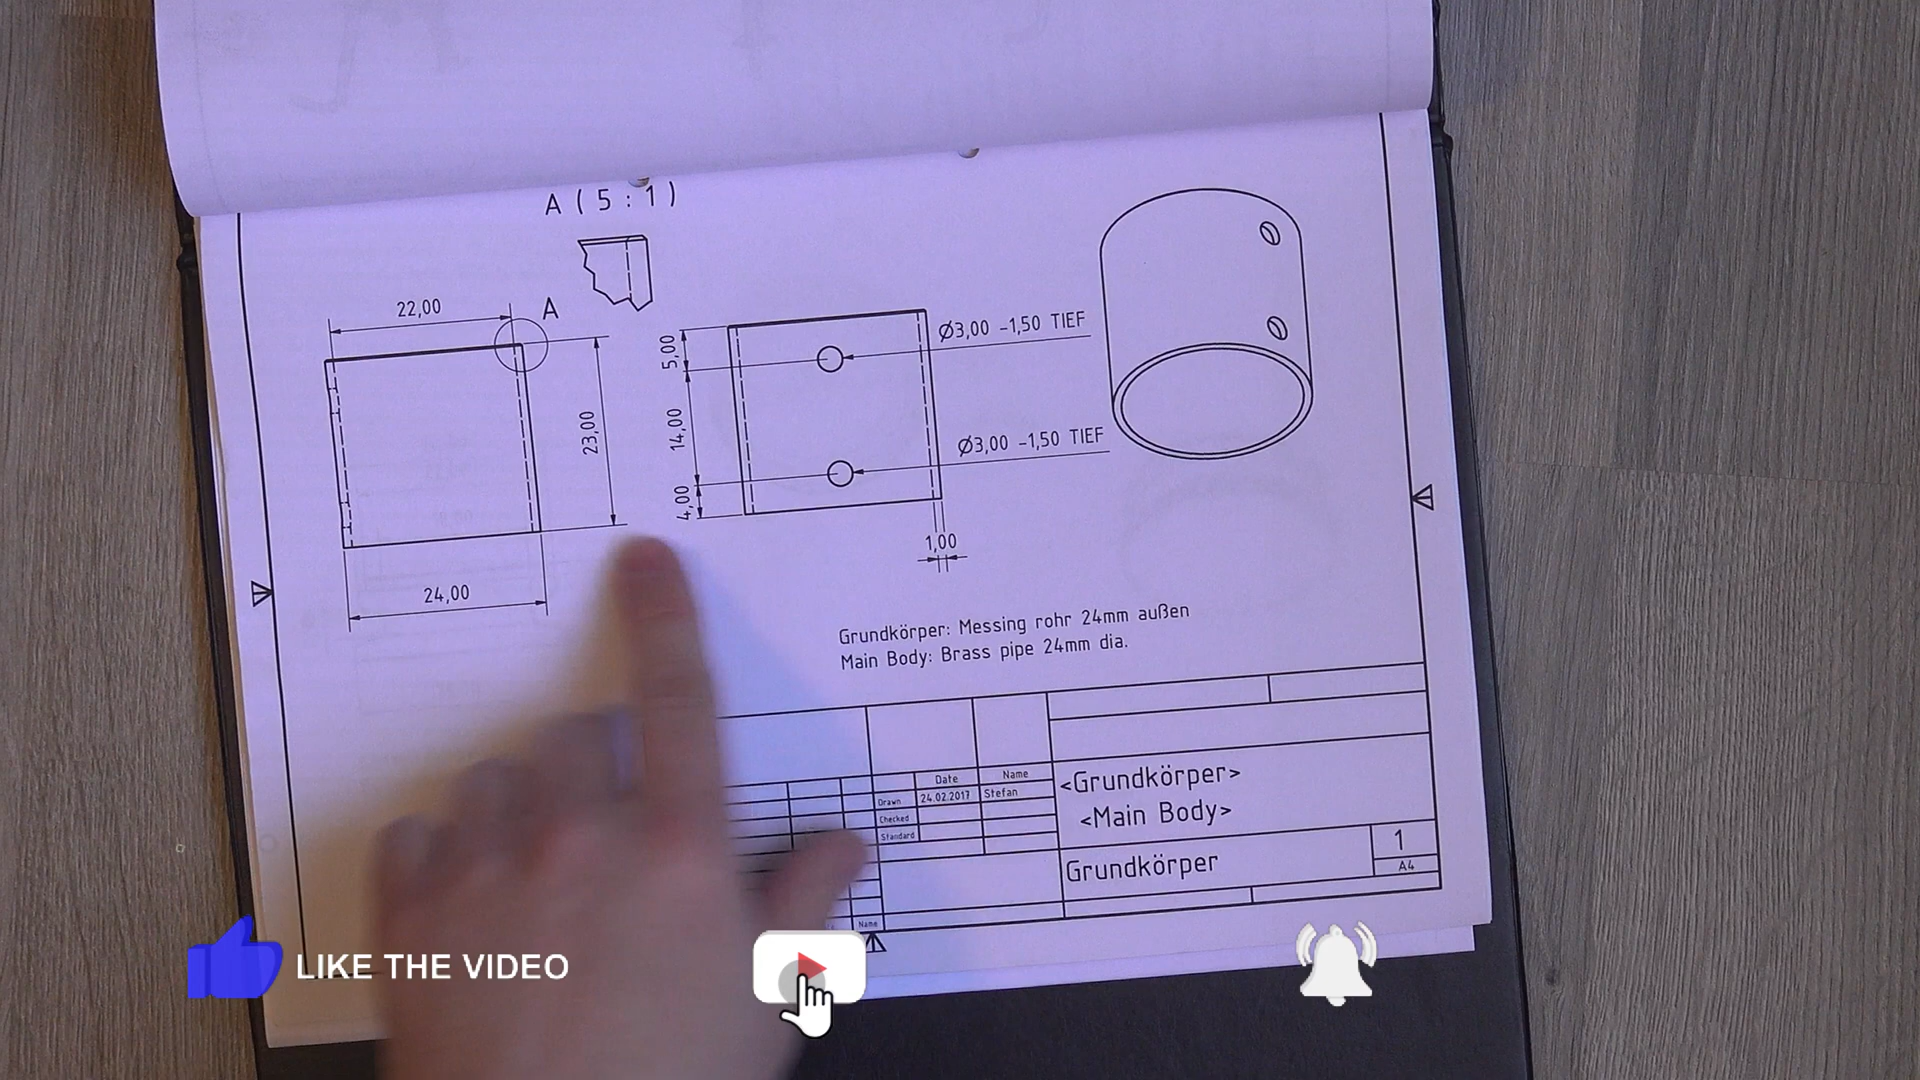 A ( 5 : 1 )
22,00
A
23,00
24,00
5,00
14,00
4,00
Ø3,00 -1,50 TIEF
Ø3,00 -1,50 TIEF
1,00
Grundkörper: Messing rohr 24mm außen
Main Body: Brass pipe 24mm dia.
Date
Name
Drawn
24.02.2017
Stefan
Checked
Standard
<Grundkörper>
<Main Body>
Grundkörper
1
A4
Name
LIKE THE VIDEO